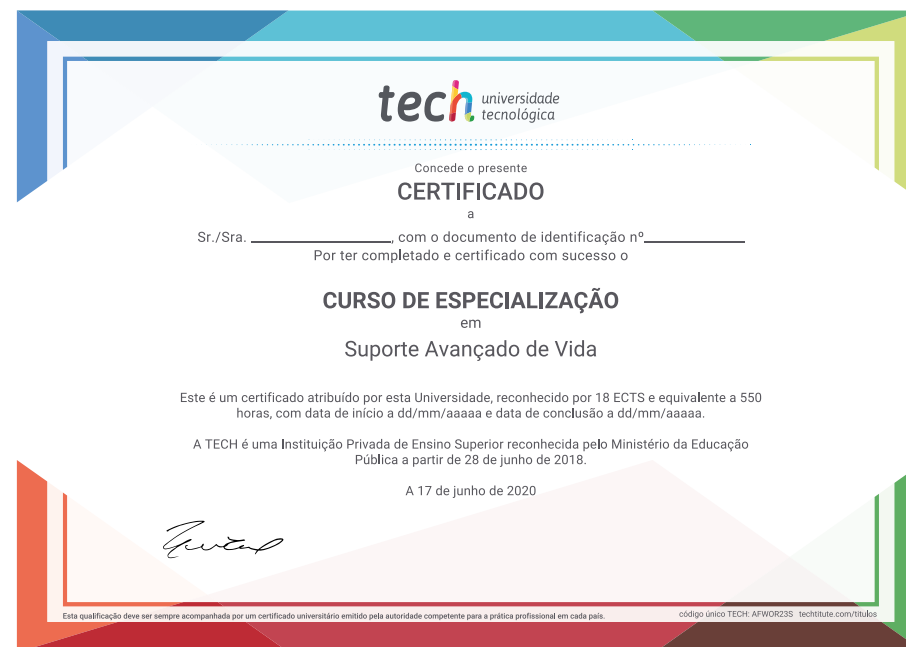 tech universidade
tecnológica
Concede o presente
CERTIFICADO
a
Sr./Sra. ____________, com o documento de identificação nº____________
Por ter completado e certificado com sucesso o
CURSO DE ESPECIALIZAÇÃO
em
Suporte Avançado de Vida
Este é um certificado atribuído por esta Universidade, reconhecido por 18 ECTS e equivalente a 550
horas, com data de início a dd/mm/aaaaa e data de conclusão a dd/mm/aaaaa.
A TECH é uma Instituição Privada de Ensino Superior reconhecida pelo Ministério da Educação
Pública a partir de 28 de junho de 2018.
A 17 de junho de 2020
Esta qualificação deve ser sempre acompanhada por um certificado universitário emitido pela autoridade competente para a prática profissional em cada país.
código único TECH: AFWOR23S techtitute.com/titulos